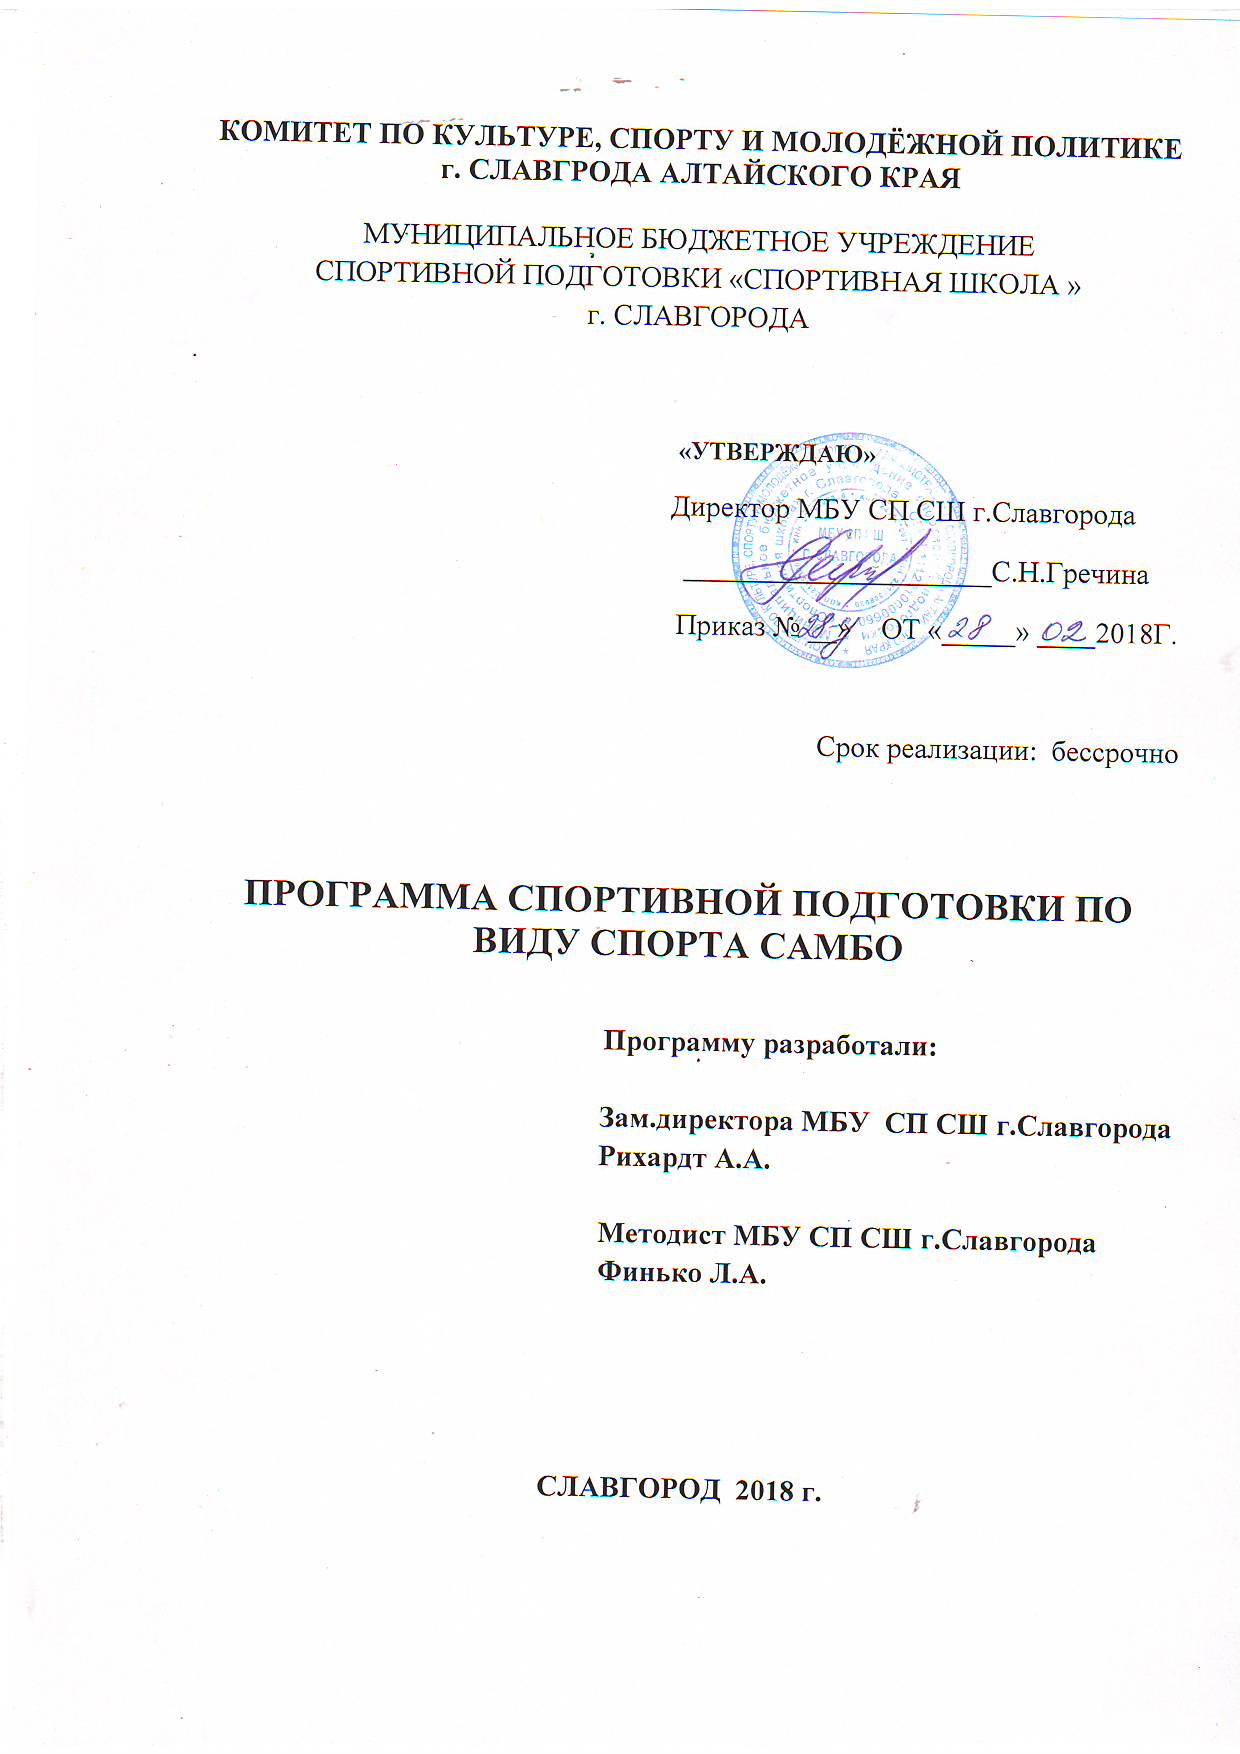 КОМИТЕТ ПО КУЛЬТУРЕ, СПОРТУ И МОЛОДЁЖНОЙ ПОЛИТИКЕ
г. СЛАВГРОДА АЛТАЙСКОГО КРАЯ
МУНИЦИПАЛЬНОЕ БЮДЖЕТНОЕ УЧРЕЖДЕНИЕ
СПОРТИВНОЙ ПОДГОТОВКИ «СПОРТИВНАЯ ШКОЛА »
г. СЛАВГОРОДА
«УТВЕРЖДАЮ»
Директор МБУ СП СШ г.Славгорода
С.Н.Гречина
Приказ № » ОТ «28» 02 2018Г.
Срок реализации: бессрочно
ПРОГРАММА СПОРТИВНОЙ ПОДГОТОВКИ ПО
ВИДУ СПОРТА САМБО
Программу разработали:
Зам.директора МБУ СП СШ г.Славгорода
Рихардт А.А.
Методист МБУ СП СШ г.Славгорода
Финько Л.А.
СЛАВГОРОД 2018 г.